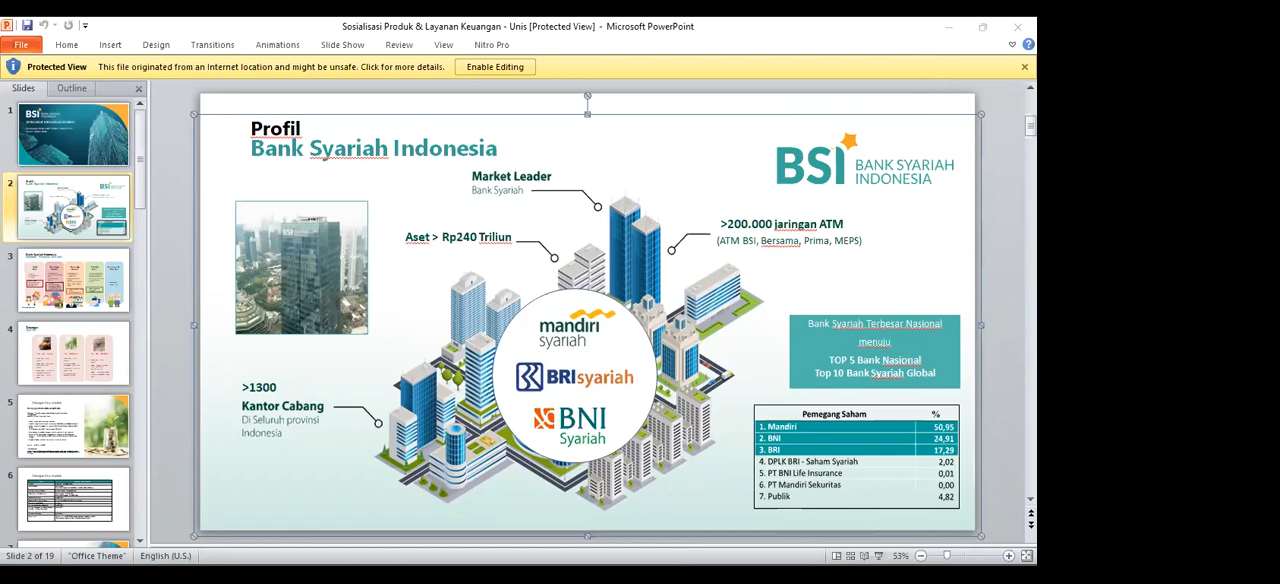 Sosialisasi Produk & Layanan Keuangan - Unis [Protected View] - Microsoft PowerPoint
File Home Insert Design Transitions Animations Slide Show Review View Nitro Pro
Protected View This file originated from an Internet location and might be unsafe. Click for more details. Enable Editing
Slides Outline
1
2
3
4
5
6
Profil
Bank Syariah Indonesia
BSI BANK SYARIAH
INDONESIA
Market Leader
Bank Syariah
Aset > Rp240 Triliun
>200.000 jaringan ATM
(ATM BSI, Bersama, Prima, MEPS)
BSI
mandiri
syariah
BRIsyariah
BNI
Syariah
>1300
Kantor Cabang
Di Seluruh provinsi
Indonesia
Bank Syariah Terbesar Nasional
menuju
TOP 5 Bank Nasional
Top 10 Bank Syariah Global
Pemegang Saham %
1. Mandiri 50,95
2. BNI 24,91
3. BRI 17,29
4. DPLK BRI - Saham Syariah 2,02
5. PT BNI Life Insurance 0,01
6. PT Mandiri Sekuritas 0,00
7. Publik 4,82
Slide 2 of 19 "Office Theme" English (U.S.) 53%